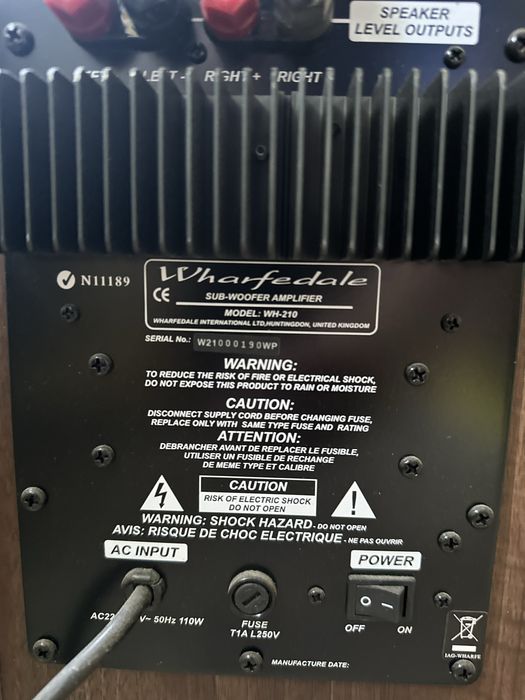 SPEAKER
LEVEL OUTPUTS
LEFT - RIGHT + RIGHT
N11189
Wharfedale
CE
SUB-WOOFER AMPLIFIER
MODEL: WH-210
WHARFEDALE INTERNATIONAL LTD,HUNTINGDON, UNITED KINGDOM
SERIAL No.: W21000190WP
WARNING:
TO REDUCE THE RISK OF FIRE OR ELECTRICAL SHOCK,
DO NOT EXPOSE THIS PRODUCT TO RAIN OR MOISTURE
CAUTION:
DISCONNECT SUPPLY CORD BEFORE CHANGING FUSE,
REPLACE ONLY WITH SAME TYPE FUSE AND RATING
ATTENTION:
DEBRANCHER AVANT DE REPLACER LE FUSIBLE,
UTILISER UN FUSIBLE DE RECHANGE
DE MEME TYPE ET CALIBRE
CAUTION
RISK OF ELECTRIC SHOCK
DO NOT OPEN
WARNING: SHOCK HAZARD - DO NOT OPEN
AVIS: RISQUE DE CHOC ELECTRIQUE - NE PAS OUVRIR
AC INPUT
POWER
V~ 50Hz 110W
FUSE
T1A L250V
O –
OFF ON
IAG-WHARFE
MANUFACTURE DATE: